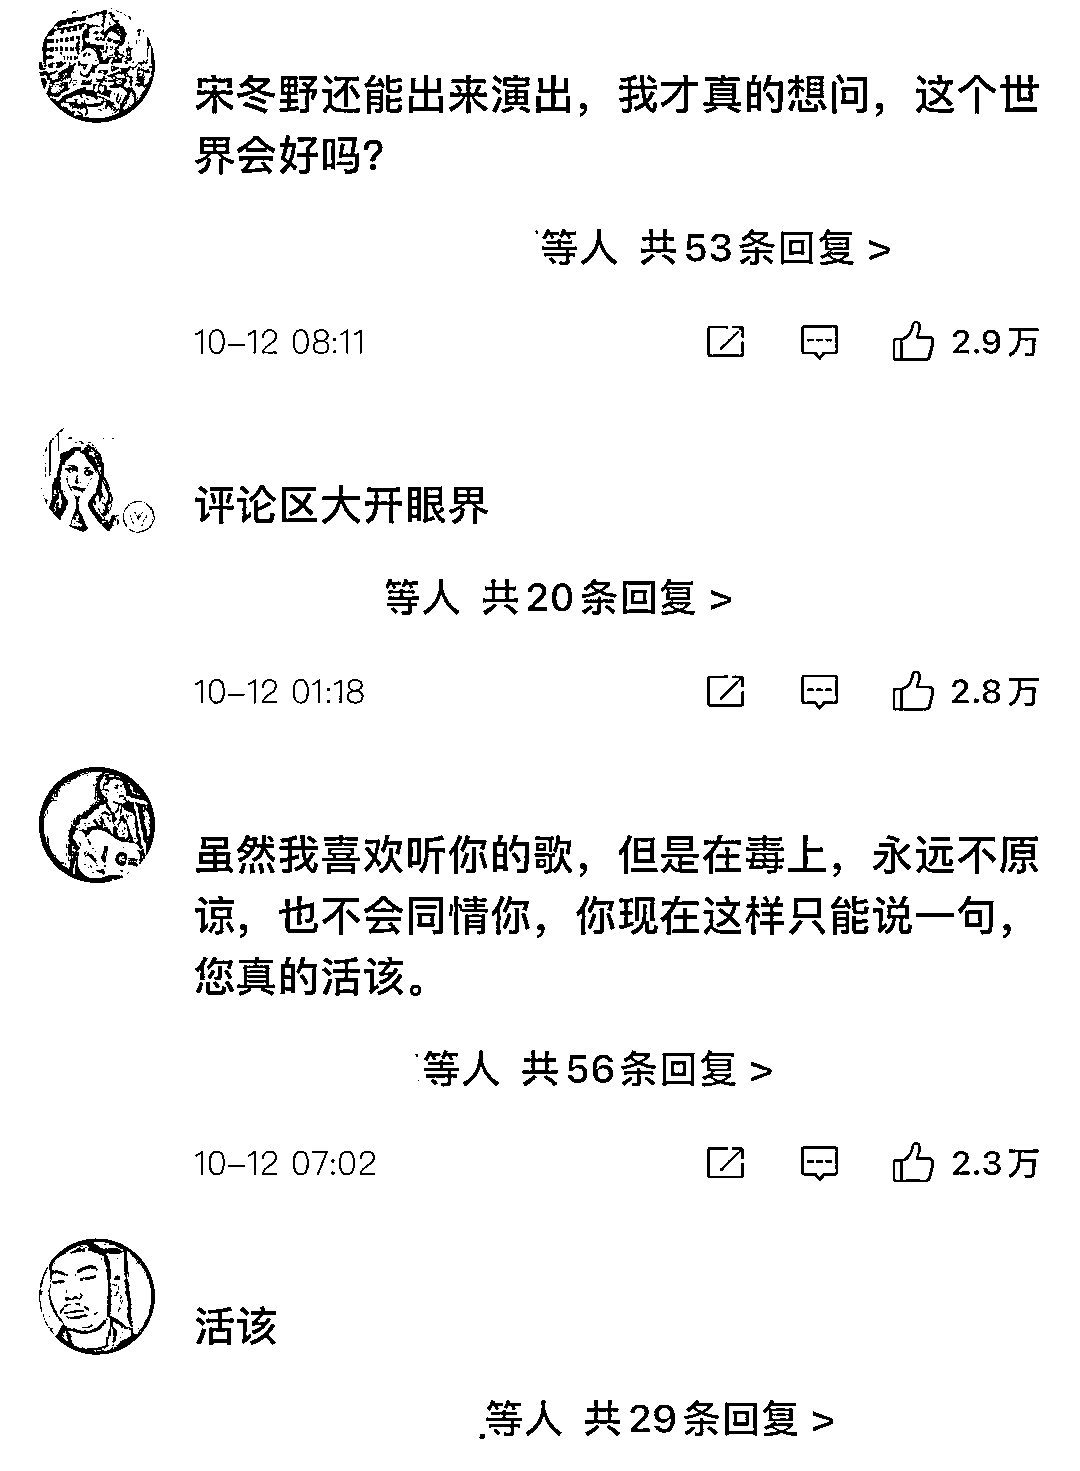 宋冬野还能出来演出，我才真的想问，这个世
界会好吗？
等人 共53条回复 >
10-12 08:11 2.9万
评论区大开眼界
等人 共20条回复 >
10-12 01:18 2.8万
虽然我喜欢听你的歌，但是在毒上，永远不原
谅，也不会同情你，你现在这样只能说一句，
您真的活该。
等人 共56条回复 >
10-12 07:02 2.3万
活该
等人 共29条回复 >